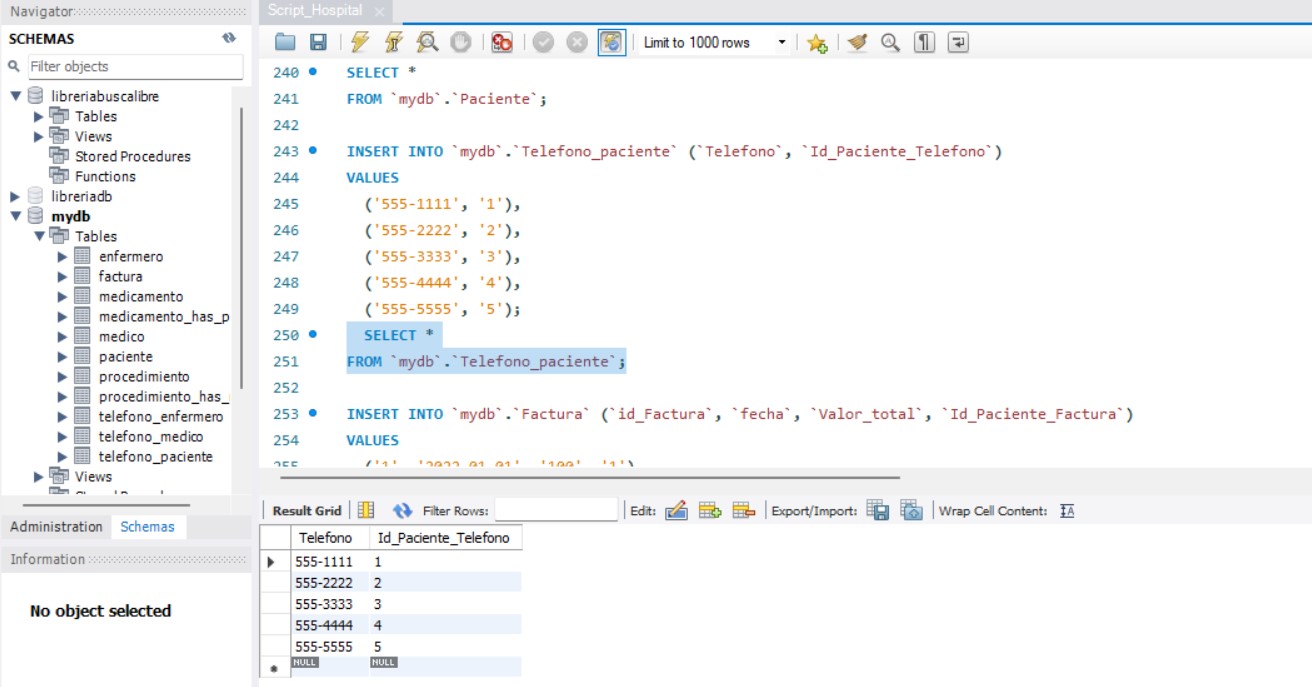 Navigator
SCHEMAS
Filter objects
libreriabuscalibre
Tables
Views
Stored Procedures
Functions
libreriadb
mydb
Tables
enfermero
factura
medicamento
medicamento_has_p
medico
paciente
procedimiento
procedimiento_has_
telefono_enfermero
telefono_medico
telefono_paciente
Views
Administration Schemas
Information
No object selected
Script_Hospital
Limit to 1000 rows
240 SELECT *
241 FROM `mydb`.`Paciente`;
242
243 INSERT INTO `mydb`.`Telefono_paciente` (`Telefono`, `Id_Paciente_Telefono`)
244 VALUES
245 ('555-1111', '1'),
246 ('555-2222', '2'),
247 ('555-3333', '3'),
248 ('555-4444', '4'),
249 ('555-5555', '5');
250 SELECT *
251 FROM `mydb`.`Telefono_paciente`;
252
253 INSERT INTO `mydb`.`Factura` (`id_Factura`, `fecha`, `Valor_total`, `Id_Paciente_Factura`)
254 VALUES
255 ('1', '2022-01-01', '100', '1')
Result Grid Filter Rows: Edit: Export/Import: Wrap Cell Content:
Telefono Id_Paciente_Telefono
555-1111 1
555-2222 2
555-3333 3
555-4444 4
555-5555 5
NULL NULL